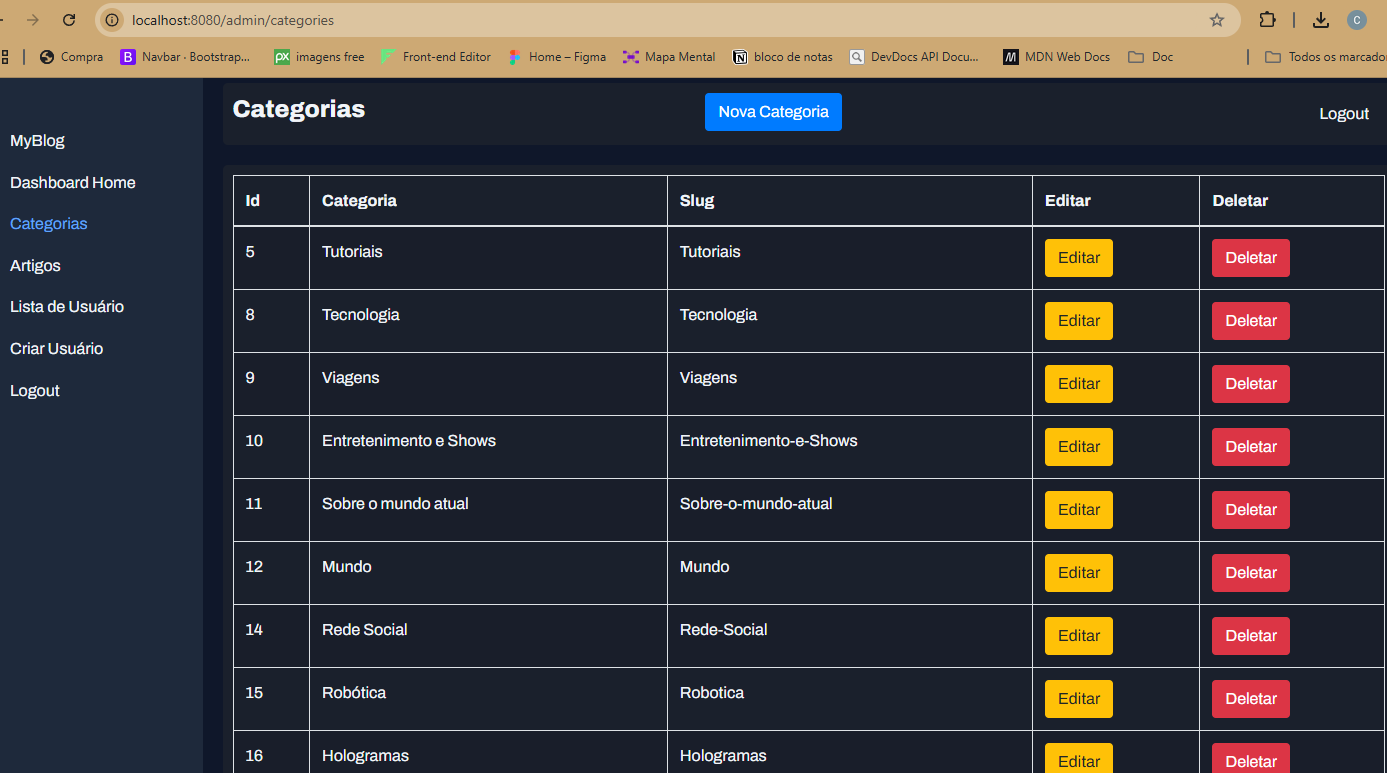 localhost:8080/admin/categories
C
Compra
B Navbar · Bootstrap...
px imagens free
Front-end Editor
Home – Figma
Mapa Mental
bloco de notas
DevDocs API Docu...
MDN Web Docs
Doc
Todos os marcado
MyBlog
Dashboard Home
Categorias
Artigos
Lista de Usuário
Criar Usuário
Logout
Categorias Nova Categoria Logout
Id Categoria Slug Editar Deletar
5 Tutoriais Tutoriais Editar Deletar
8 Tecnologia Tecnologia Editar Deletar
9 Viagens Viagens Editar Deletar
10 Entretenimento e Shows Entretenimento-e-Shows Editar Deletar
11 Sobre o mundo atual Sobre-o-mundo-atual Editar Deletar
12 Mundo Mundo Editar Deletar
14 Rede Social Rede-Social Editar Deletar
15 Robótica Robotica Editar Deletar
16 Hologramas Hologramas Editar Deletar